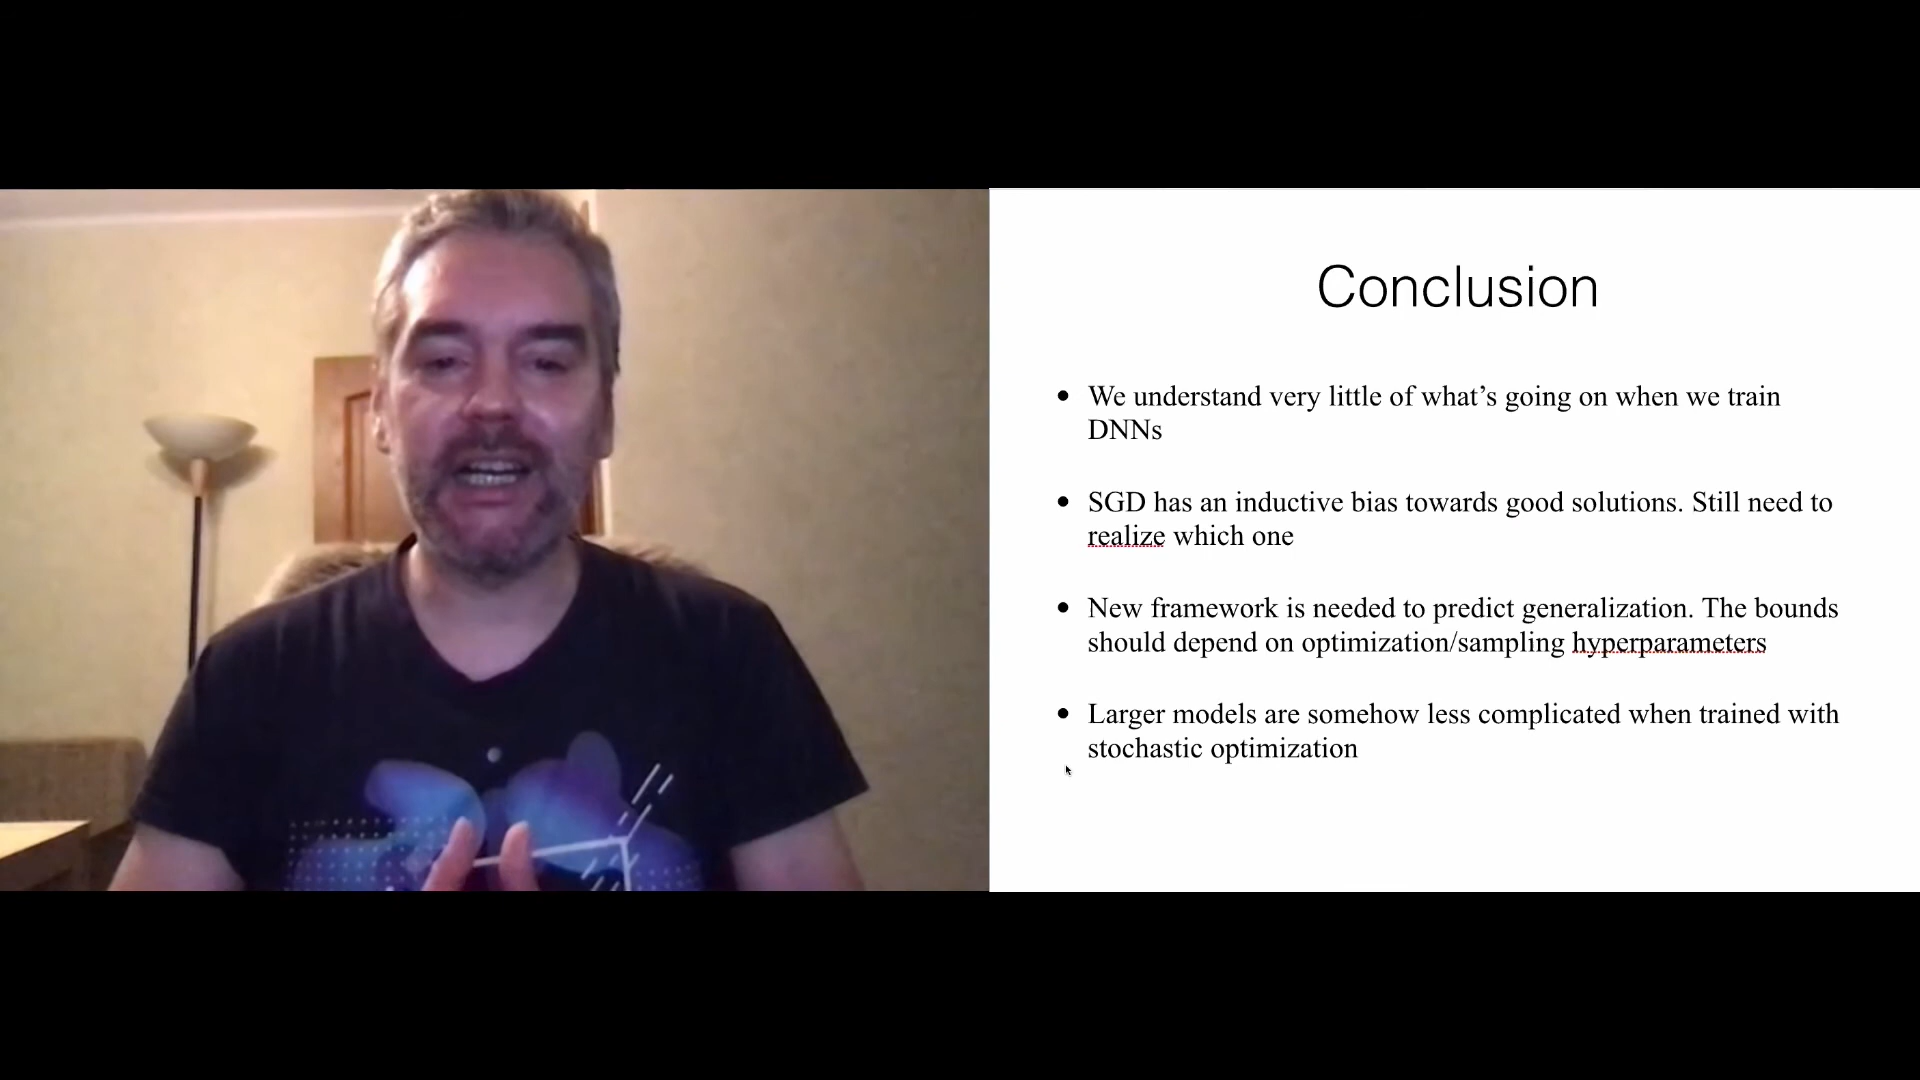 Conclusion
• We understand very little of what’s going on when we train
DNNs
• SGD has an inductive bias towards good solutions. Still need to
realize which one
• New framework is needed to predict generalization. The bounds
should depend on optimization/sampling hyperparameters
• Larger models are somehow less complicated when trained with
stochastic optimization